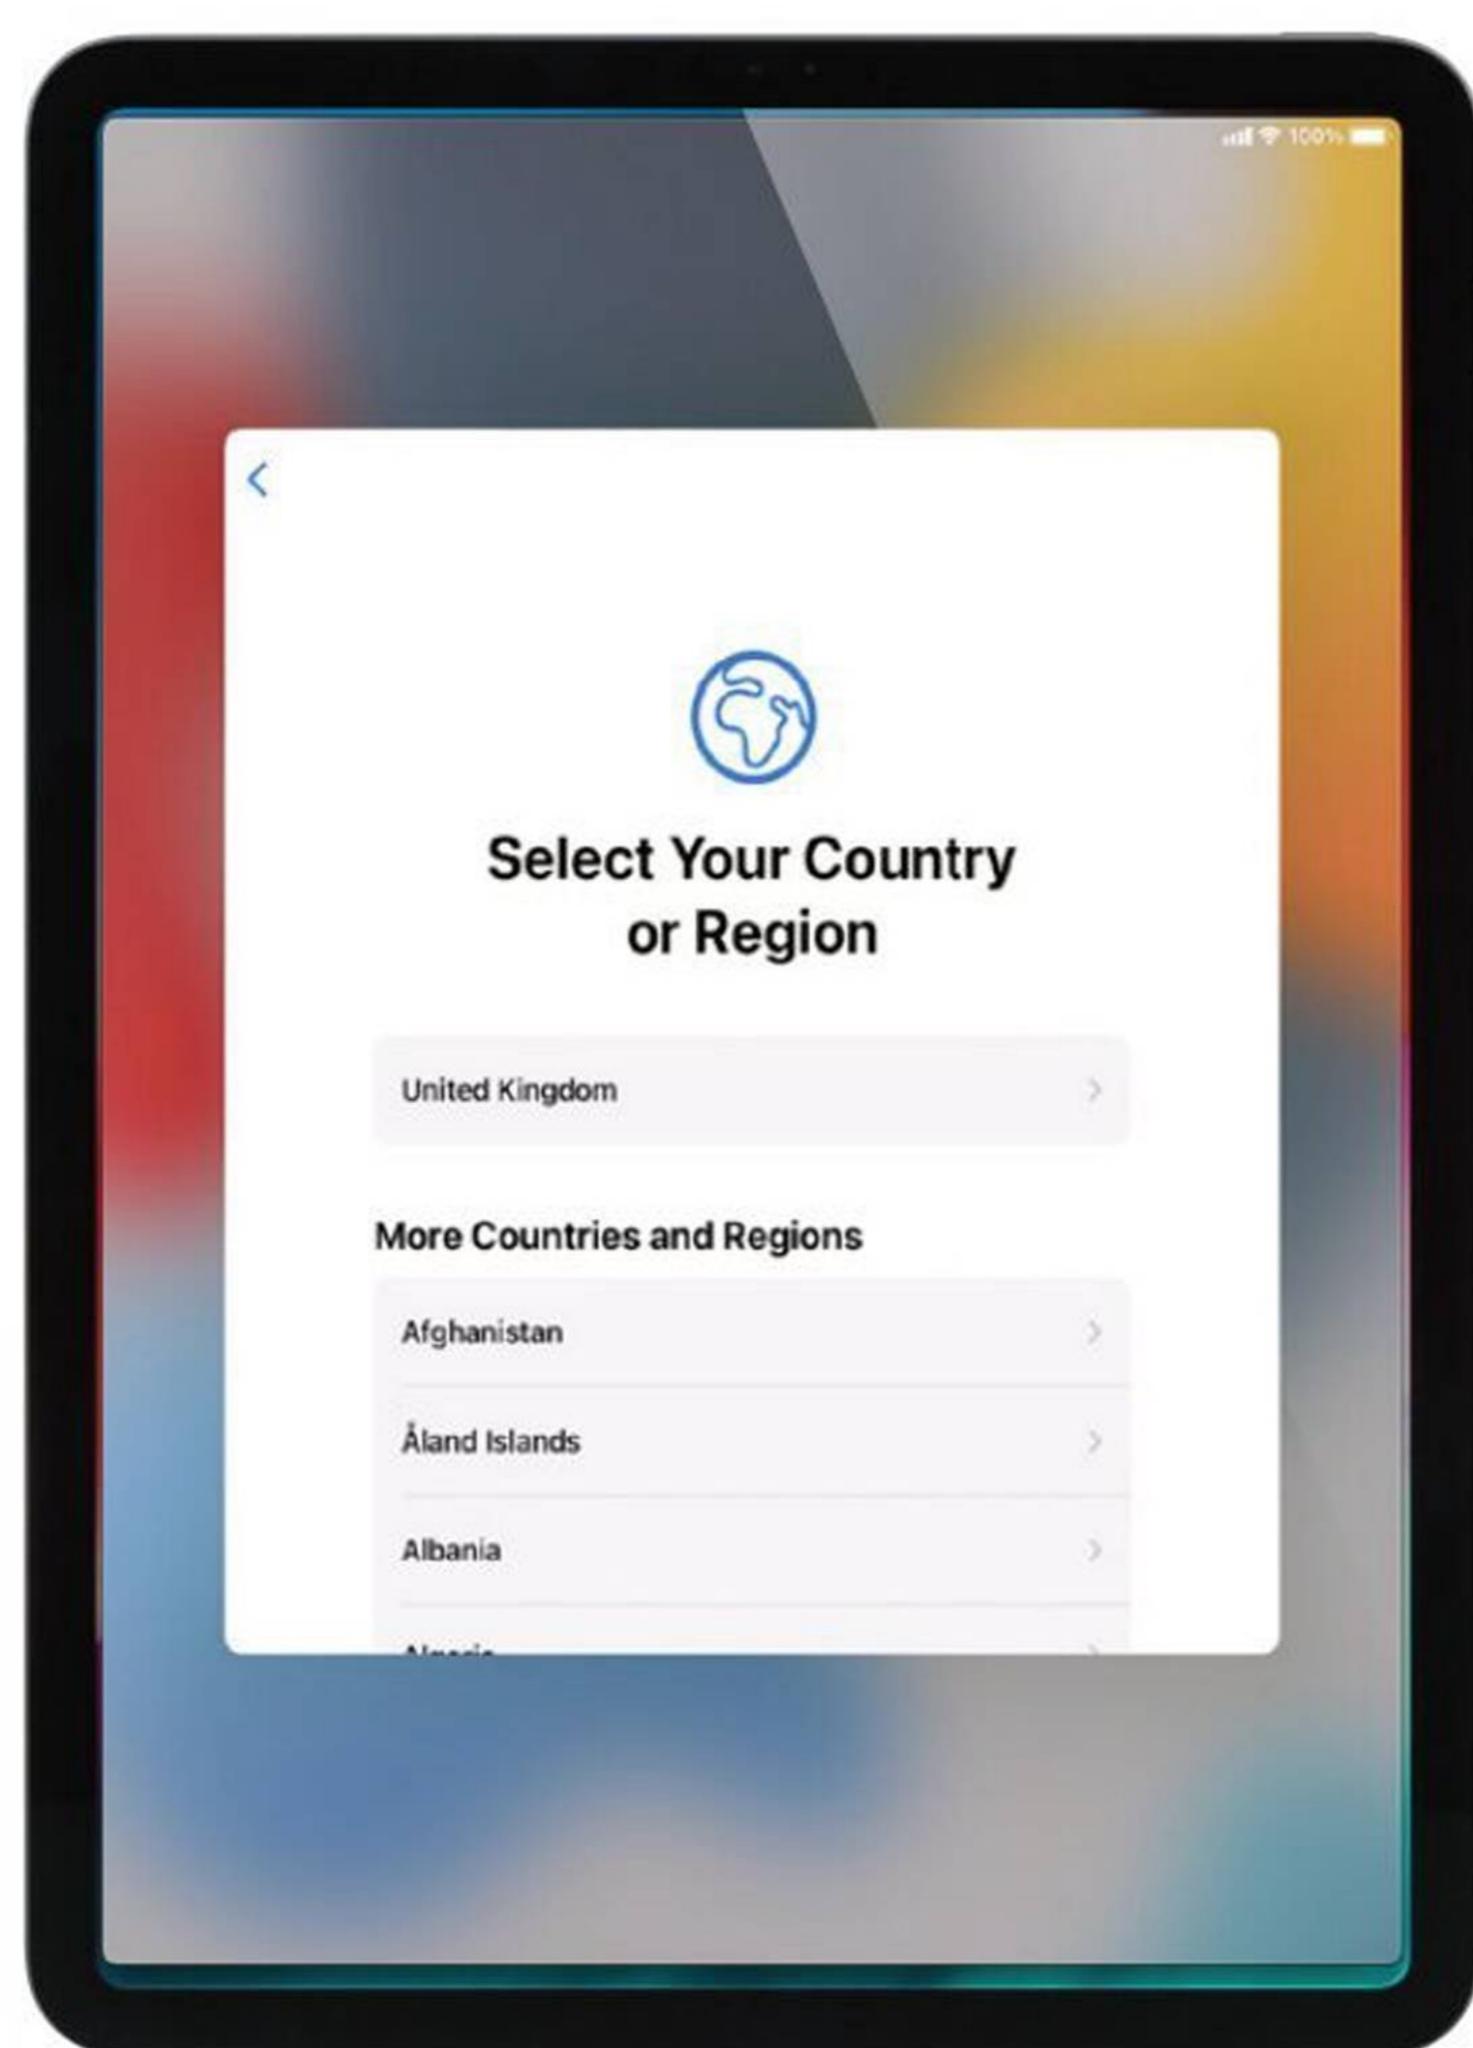 100%
Select Your Country
or Region
United Kingdom
More Countries and Regions
Afghanistan
Åland Islands
Albania